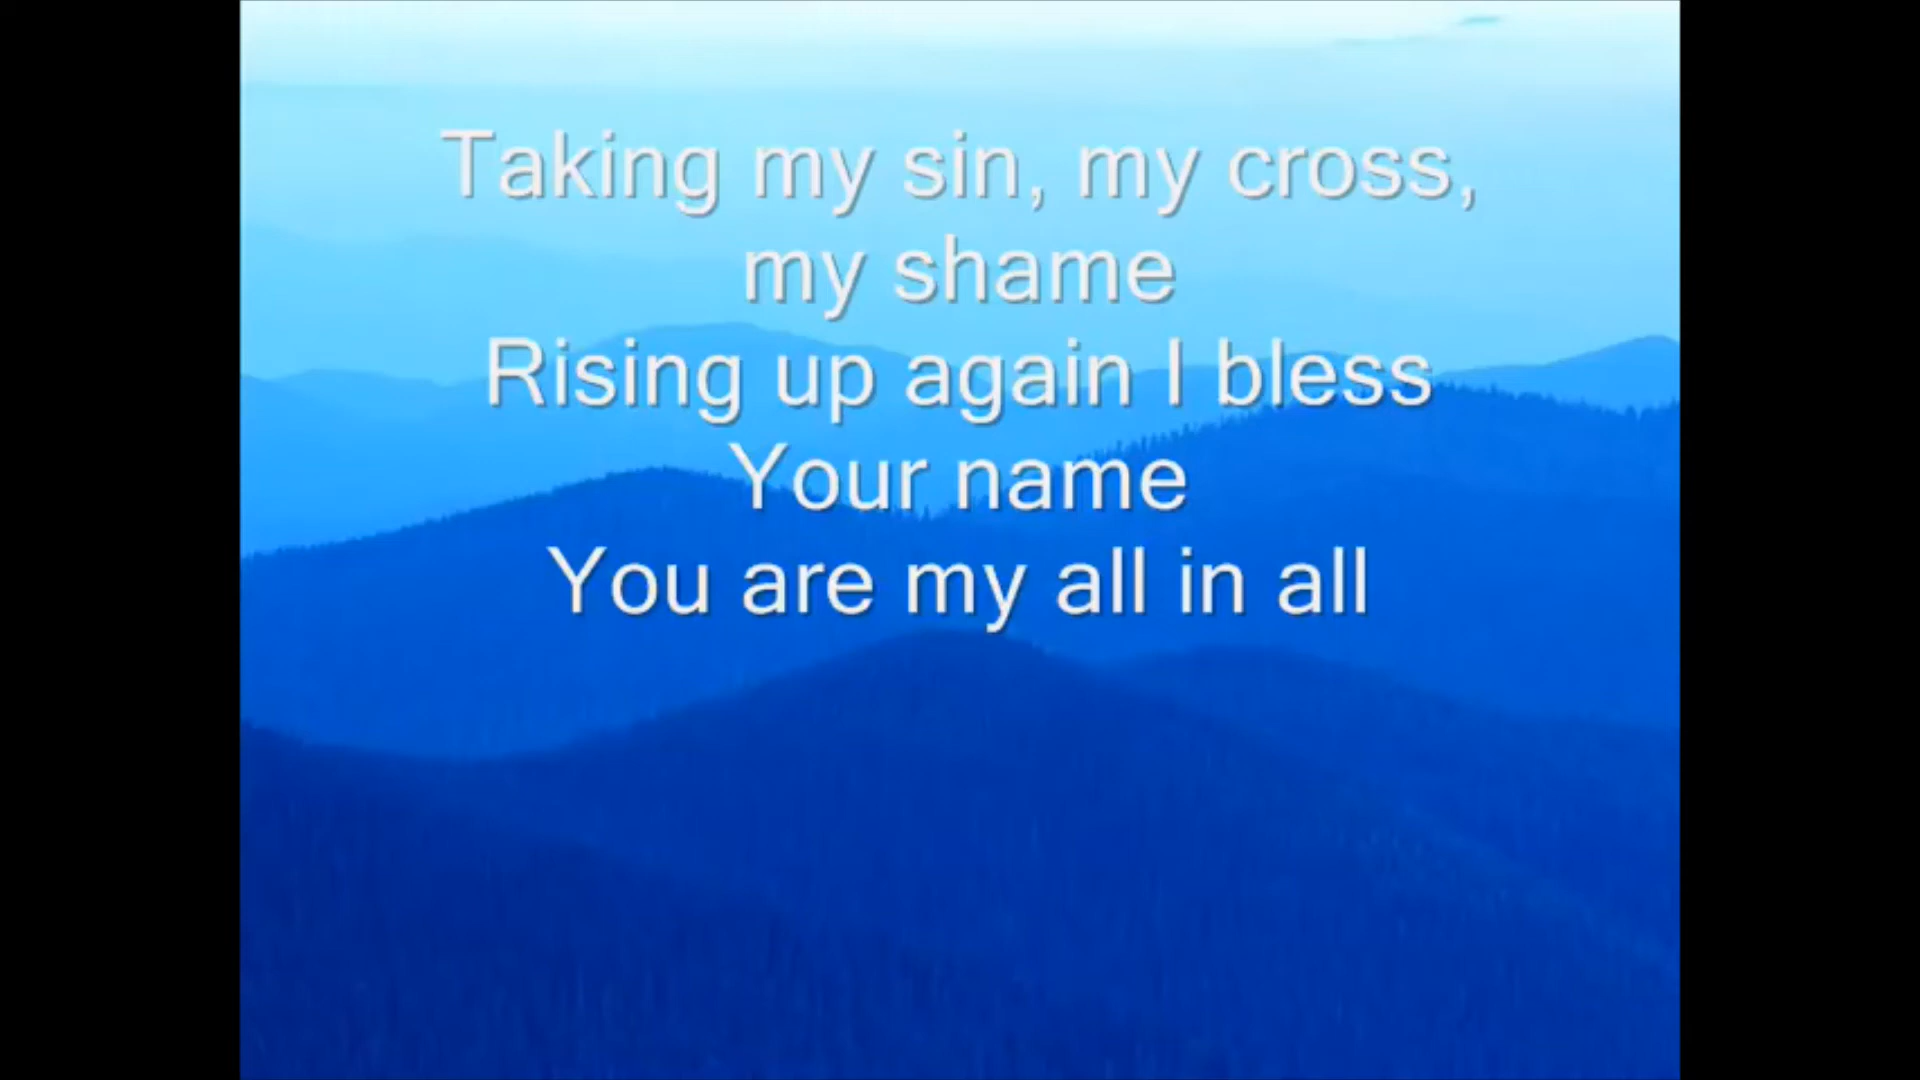 Taking my sin, my cross,
my shame
Rising up again I bless
Your name
You are my all in all